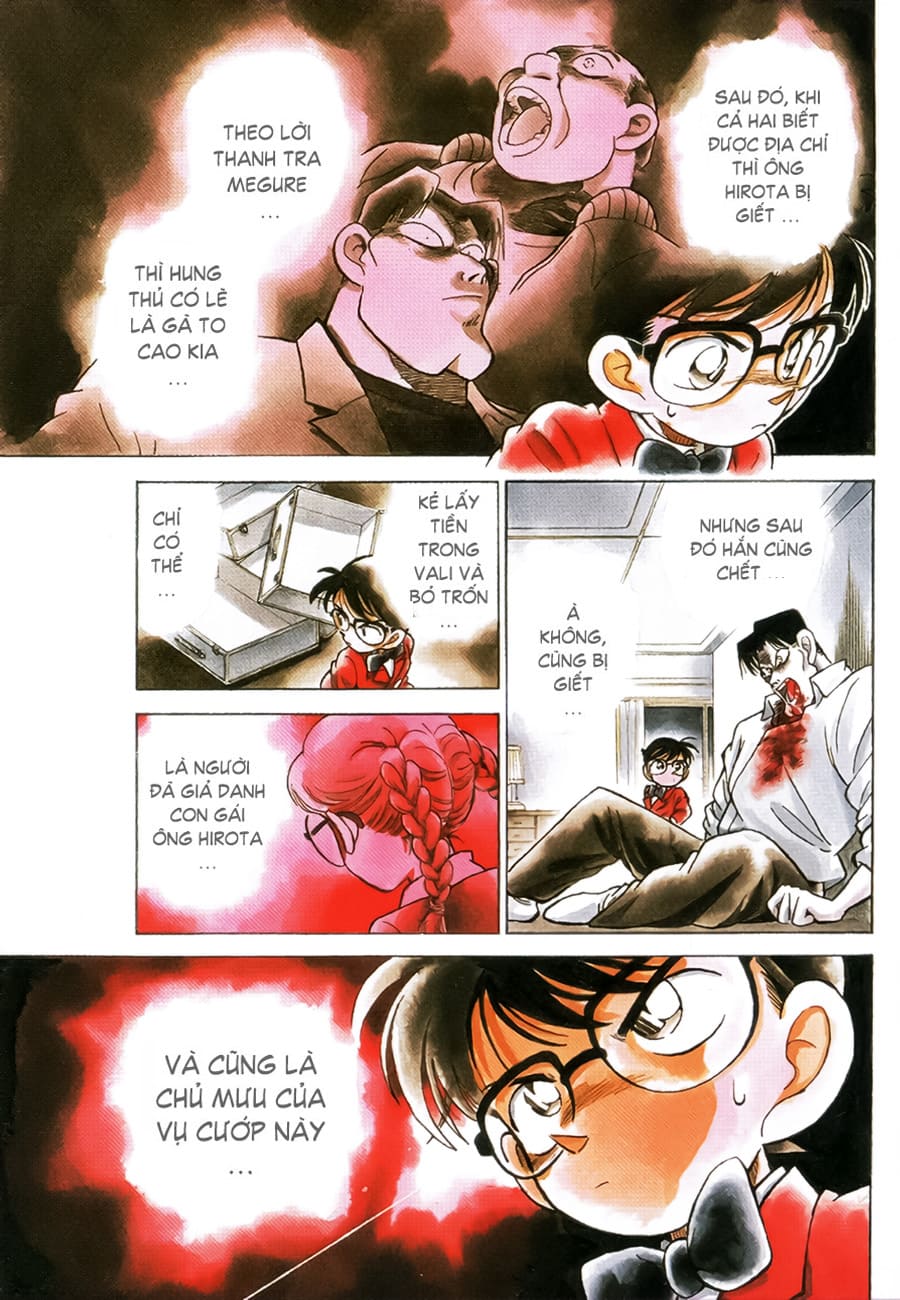 SAU ĐÓ, KHI
CẢ HAI BIẾT
ĐƯỢC ĐỊA CHỈ
THÌ ÔNG
HIROTA BỊ
GIẾT ...
THEO LỜI
THANH TRA
MEGURE
...
THÌ HUNG
THỦ CÓ LẼ
LÀ GÃ TO
CAO KIA
...
NHƯNG SAU
ĐÓ HẮN CŨNG
CHẾT ...
À
KHÔNG,
CŨNG BỊ
GIẾT
...
KẺ LẤY
TIỀN
TRONG
VALI VÀ
BỎ TRỐN
...
CHỈ
CÓ
THỂ
...
LÀ NGƯỜI
ĐÃ GIẢ DANH
CON GÁI
ÔNG HIROTA
...
VÀ CŨNG LÀ
CHỦ MƯU CỦA
VỤ CƯỚP NÀY
...